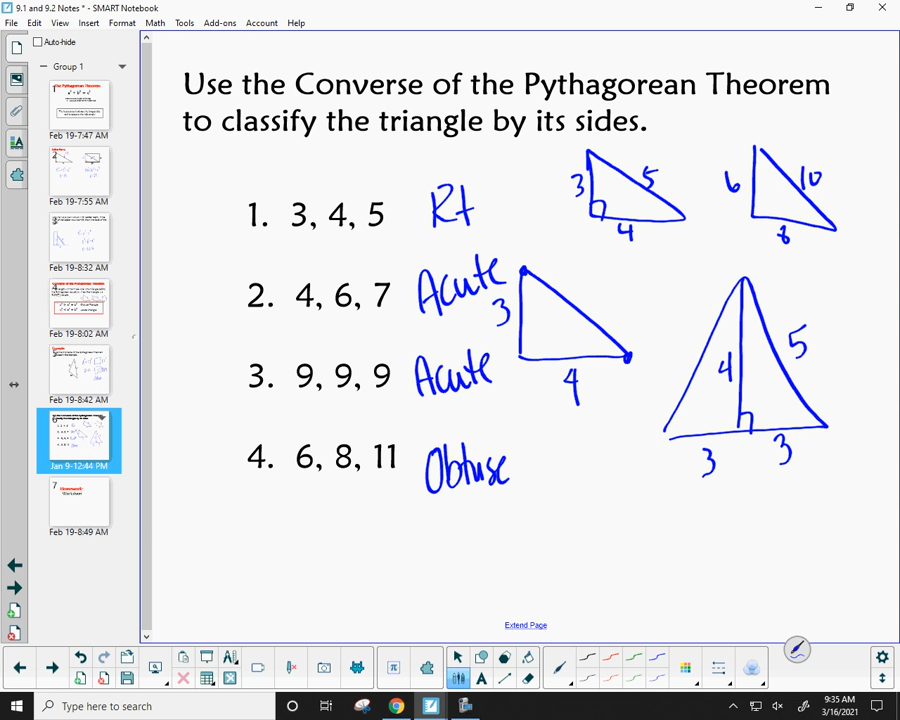 9.1 and 9.2 Notes * - SMART Notebook
File Edit View Insert Format Math Tools Add-ons Account Help
Auto-hide
Group 1
Feb 19-7:47 AM
Feb 19-7:55 AM
Feb 19-8:32 AM
Feb 19-8:02 AM
Feb 19-8:42 AM
Jan 9-12:44 PM
Feb 19-8:49 AM
Use the Converse of the Pythagorean Theorem
to classify the triangle by its sides.
1. 3, 4, 5 Rt
2. 4, 6, 7 Acute
3. 9, 9, 9 Acute
4. 6, 8, 11 Obtuse
3 5 4
6 10 8
3 4
4 5 3 3
Extend Page
Type here to search
9:35 AM
3/16/2021